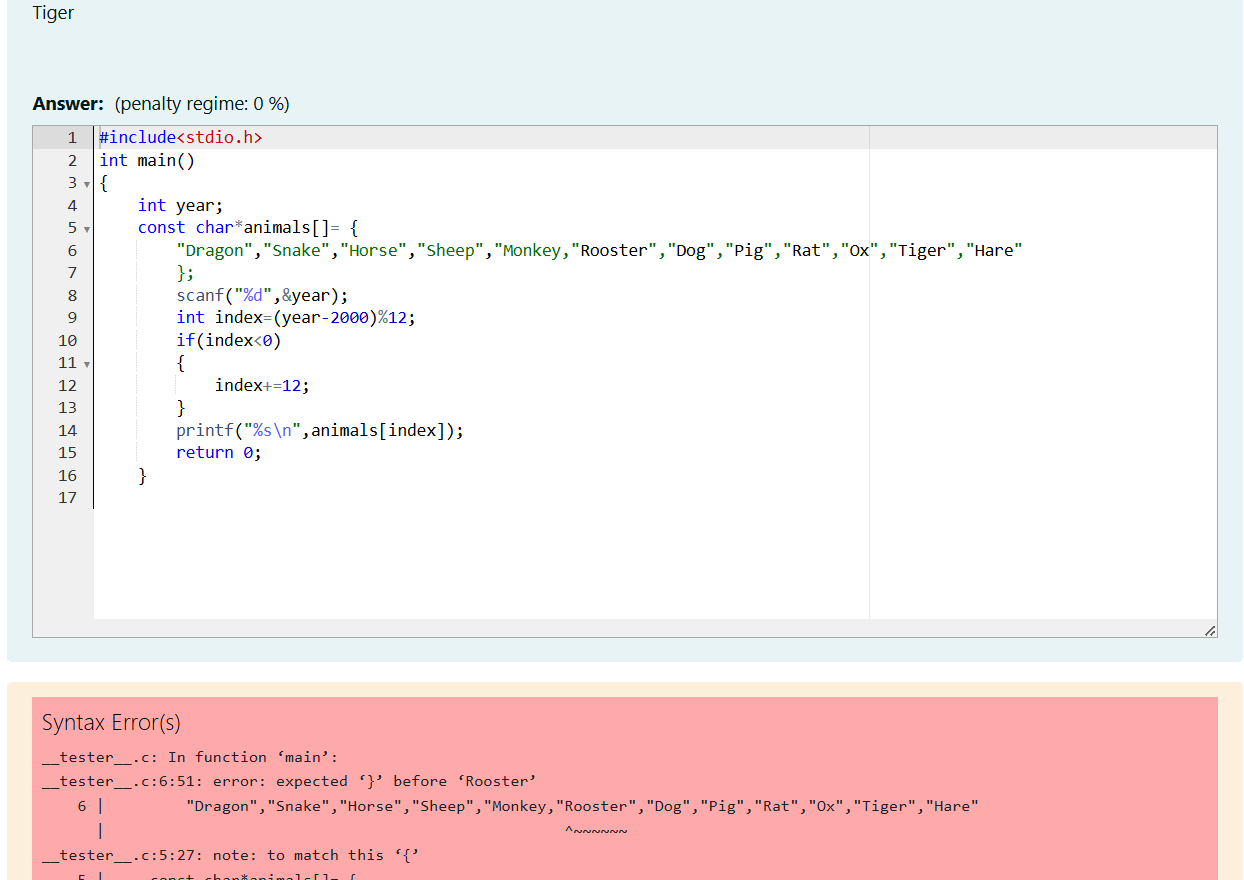 Tiger
Answer: (penalty regime: 0 %)
1 #include<stdio.h>
2 int main()
3 {
4 int year;
5 const char*animals[]= {
6 "Dragon","Snake","Horse","Sheep","Monkey,"Rooster","Dog","Pig","Rat","Ox","Tiger","Hare"
7 };
8 scanf("%d",&year);
9 int index=(year-2000)%12;
10 if(index<0)
11 {
12 index+=12;
13 }
14 printf("%s\n",animals[index]);
15 return 0;
16 }
17
Syntax Error(s)
__tester__.c: In function ‘main’:
__tester__.c:6:51: error: expected ‘}’ before ‘Rooster’
6 | "Dragon","Snake","Horse","Sheep","Monkey,"Rooster","Dog","Pig","Rat","Ox","Tiger","Hare"
| ^~~~~~~
__tester__.c:5:27: note: to match this ‘{’
5 | const char*animals[]= {